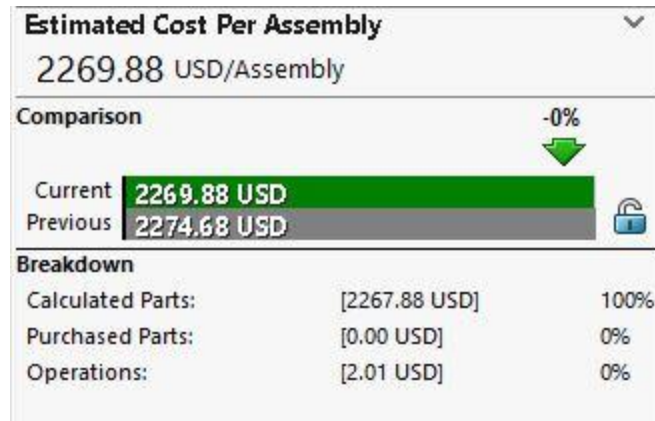 Estimated Cost Per Assembly
2269.88 USD/Assembly
Comparison -0%
Current 2269.88 USD
Previous 2274.68 USD
Breakdown
Calculated Parts: [2267.88 USD] 100%
Purchased Parts: [0.00 USD] 0%
Operations: [2.01 USD] 0%